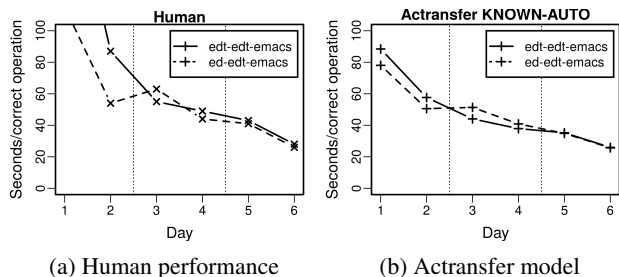 Human
Seconds/correct operation
0 20 40 60 80 100
edt-edt-emacs
ed-edt-emacs
1 2 3 4 5 6
Day
(a) Human performance
Actransfer KNOWN-AUTO
Seconds/correct operation
0 20 40 60 80 100
edt-edt-emacs
ed-edt-emacs
1 2 3 4 5 6
Day
(b) Actransfer model